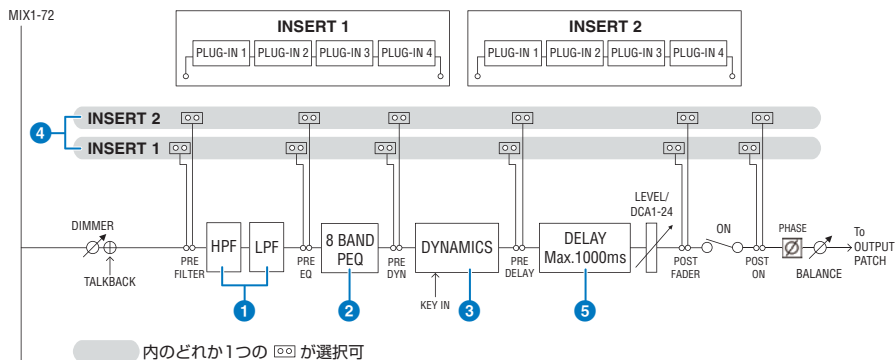 MIX1-72
INSERT 1
PLUG-IN 1 PLUG-IN 2 PLUG-IN 3 PLUG-IN 4
INSERT 2
PLUG-IN 1 PLUG-IN 2 PLUG-IN 3 PLUG-IN 4
4
INSERT 2
INSERT 1
DIMMER
TALKBACK
PRE
FILTER
HPF
LPF
1
PRE
EQ
8 BAND
PEQ
2
PRE
DYN
DYNAMICS
KEY IN
3
PRE
DELAY
DELAY
Max.1000ms
5
LEVEL/
DCA1-24
POST
FADER
ON
POST
ON
PHASE
BALANCE
To
OUTPUT
PATCH
内のどれか1つの が選択可